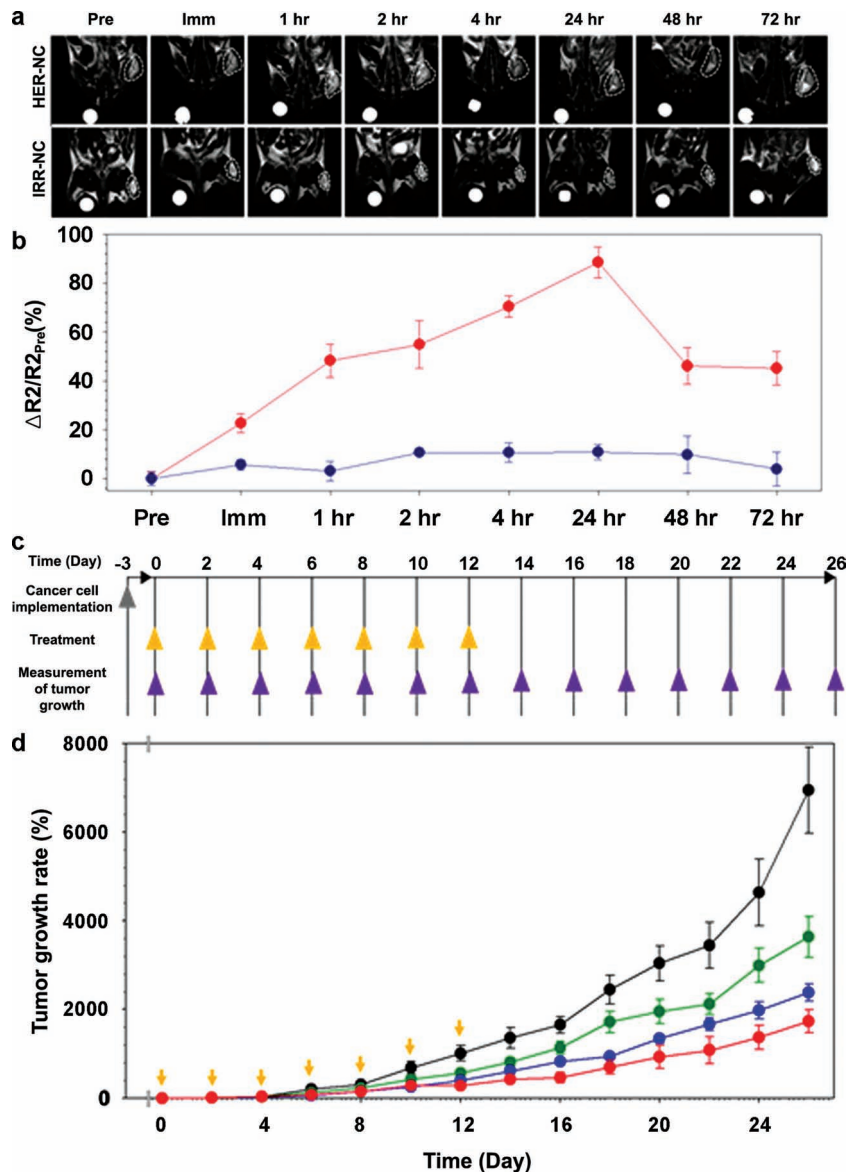 a
Pre Imm 1 hr 2 hr 4 hr 24 hr 48 hr 72 hr
HER-NC
IRR-NC
b
100
80
60
40
20
0
△R2/R2Pre(%)
Pre Imm 1 hr 2 hr 4 hr 24 hr 48 hr 72 hr
c
Time (Day) -3 0 2 4 6 8 10 12 14 16 18 20 22 24 26
Cancer cell
implementation
Treatment
Measurement
of tumor
growth
d
8000
6000
4000
2000
0
Tumor growth rate (%)
0 4 8 12 16 20 24
Time (Day)